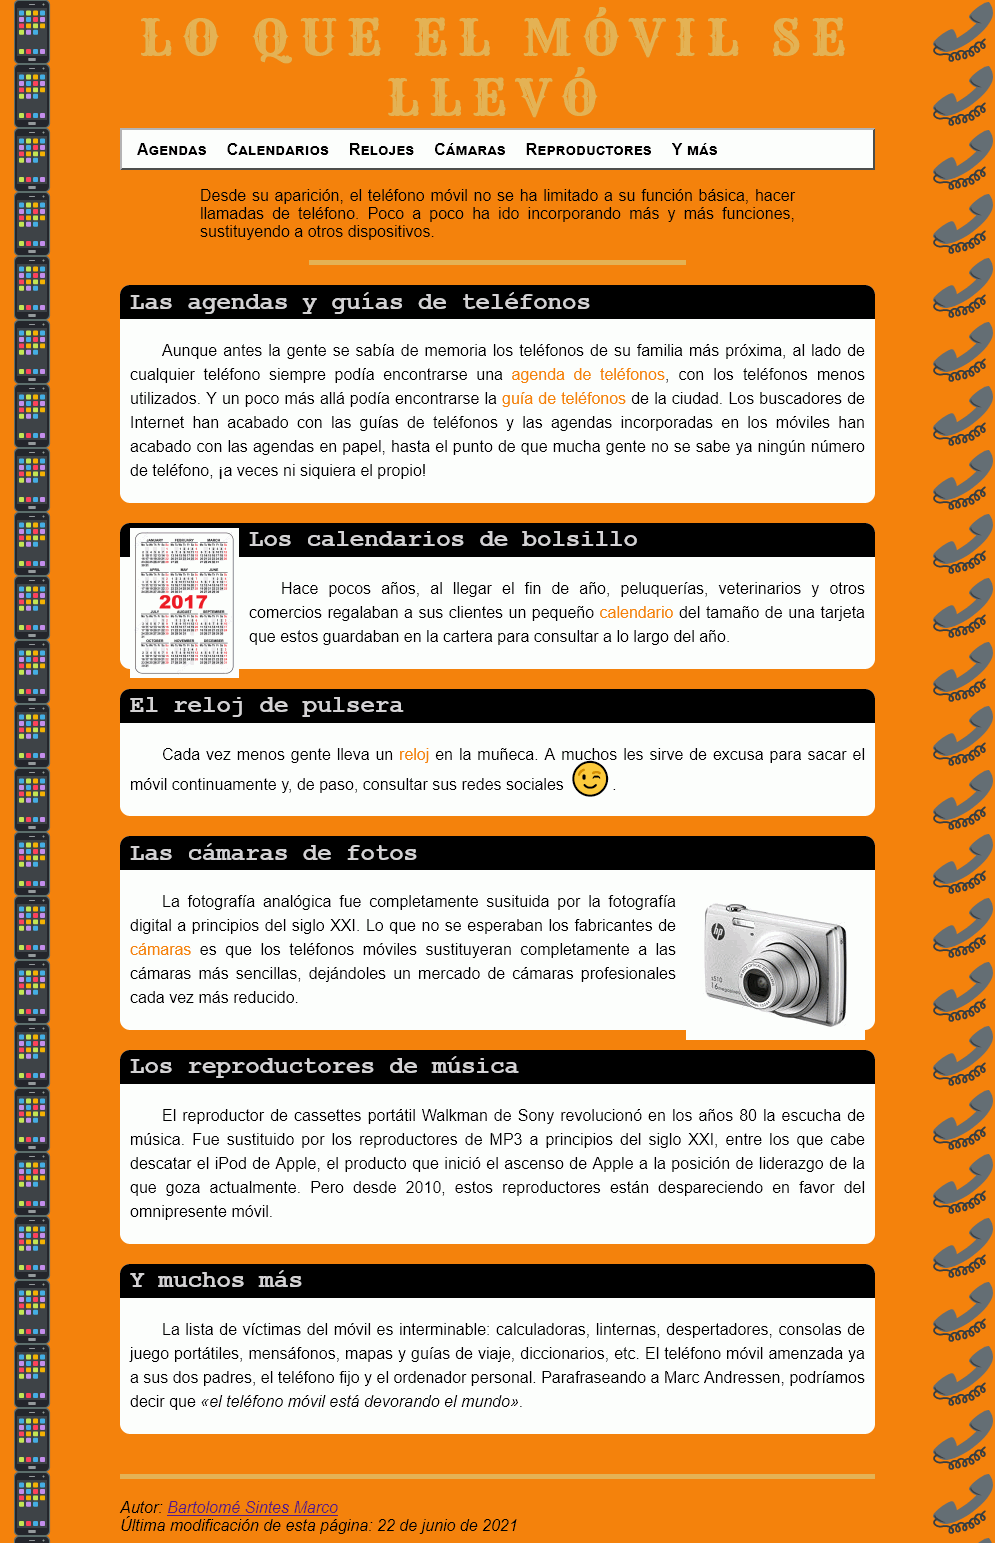 LO QUE EL MÓVIL SE
LLEVÓ
Agendas Calendarios Relojes Cámaras Reproductores Y más
Desde su aparición, el teléfono móvil no se ha limitado a su función básica, hacer
llamadas de teléfono. Poco a poco ha ido incorporando más y más funciones,
sustituyendo a otros dispositivos.
Las agendas y guías de teléfonos
Aunque antes la gente se sabía de memoria los teléfonos de su familia más próxima, al lado de
cualquier teléfono siempre podía encontrarse una agenda de teléfonos, con los teléfonos menos
utilizados. Y un poco más allá podía encontrarse la guía de teléfonos de la ciudad. Los buscadores de
Internet han acabado con las guías de teléfonos y las agendas incorporadas en los móviles han
acabado con las agendas en papel, hasta el punto de que mucha gente no se sabe ya ningún número
de teléfono, ¡a veces ni siquiera el propio!
Los calendarios de bolsillo
JANUARY FEBRUARY MARCH
APRIL MAY JUNE
2017
JULY AUGUST SEPTEMBER
OCTOBER NOVEMBER DECEMBER
Hace pocos años, al llegar el fin de año, peluquerías, veterinarios y otros
comercios regalaban a sus clientes un pequeño calendario del tamaño de una tarjeta
que estos guardaban en la cartera para consultar a lo largo del año.
El reloj de pulsera
Cada vez menos gente lleva un reloj en la muñeca. A muchos les sirve de excusa para sacar el
móvil continuamente y, de paso, consultar sus redes sociales .
Las cámaras de fotos
La fotografía analógica fue completamente susituida por la fotografía
digital a principios del siglo XXI. Lo que no se esperaban los fabricantes de
cámaras es que los teléfonos móviles sustituyeran completamente a las
cámaras más sencillas, dejándoles un mercado de cámaras profesionales
cada vez más reducido.
hp
s510
16 megapixels
Los reproductores de música
El reproductor de cassettes portátil Walkman de Sony revolucionó en los años 80 la escucha de
música. Fue sustituido por los reproductores de MP3 a principios del siglo XXI, entre los que cabe
descatar el iPod de Apple, el producto que inició el ascenso de Apple a la posición de liderazgo de la
que goza actualmente. Pero desde 2010, estos reproductores están despareciendo en favor del
omnipresente móvil.
Y muchos más
La lista de víctimas del móvil es interminable: calculadoras, linternas, despertadores, consolas de
juego portátiles, mensáfonos, mapas y guías de viaje, diccionarios, etc. El teléfono móvil amenzada ya
a sus dos padres, el teléfono fijo y el ordenador personal. Parafraseando a Marc Andressen, podríamos
decir que «el teléfono móvil está devorando el mundo».
Autor: Bartolomé Sintes Marco
Última modificación de esta página: 22 de junio de 2021